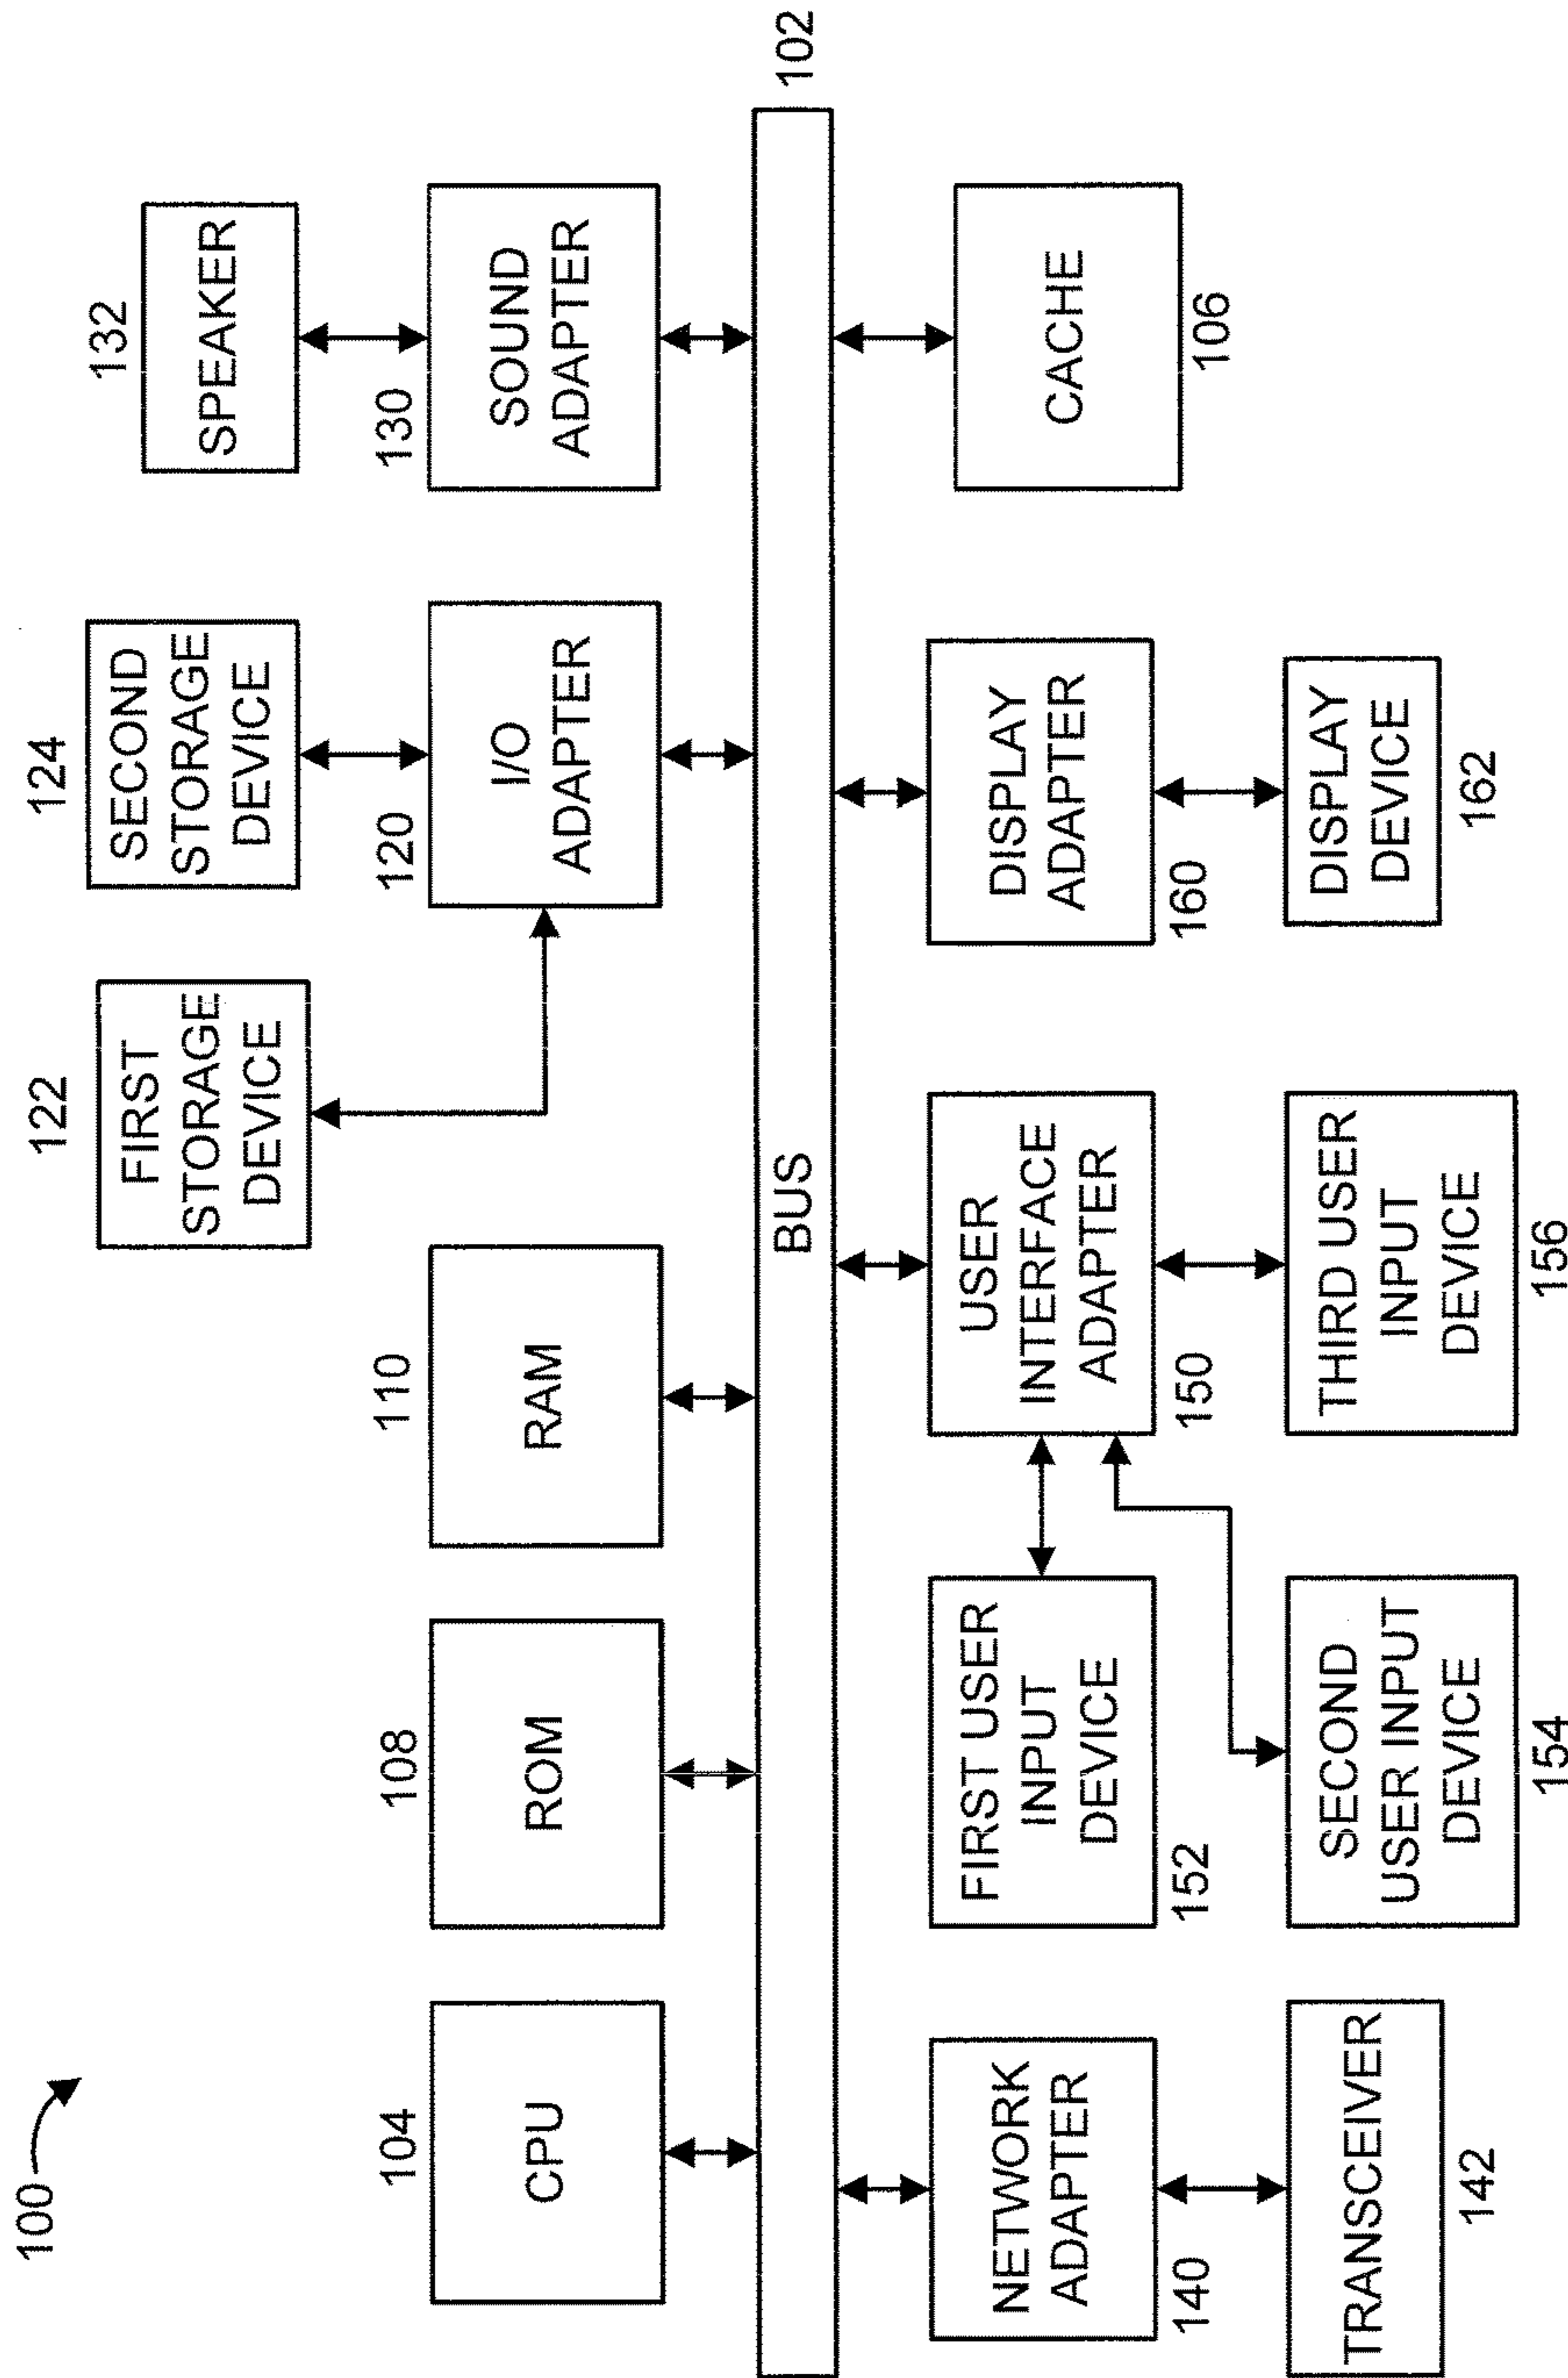 100
104
CPU
108
ROM
110
RAM
122
FIRST
STORAGE
DEVICE
124
SECOND
STORAGE
DEVICE
120
I/O
ADAPTER
132
SPEAKER
130
SOUND
ADAPTER
BUS
102
NETWORK
ADAPTER
140
TRANSCEIVER
142
FIRST USER
INPUT
DEVICE
152
SECOND
USER INPUT
DEVICE
154
USER
INTERFACE
ADAPTER
150
THIRD USER
INPUT
DEVICE
156
DISPLAY
ADAPTER
160
DISPLAY
DEVICE
162
CACHE
106